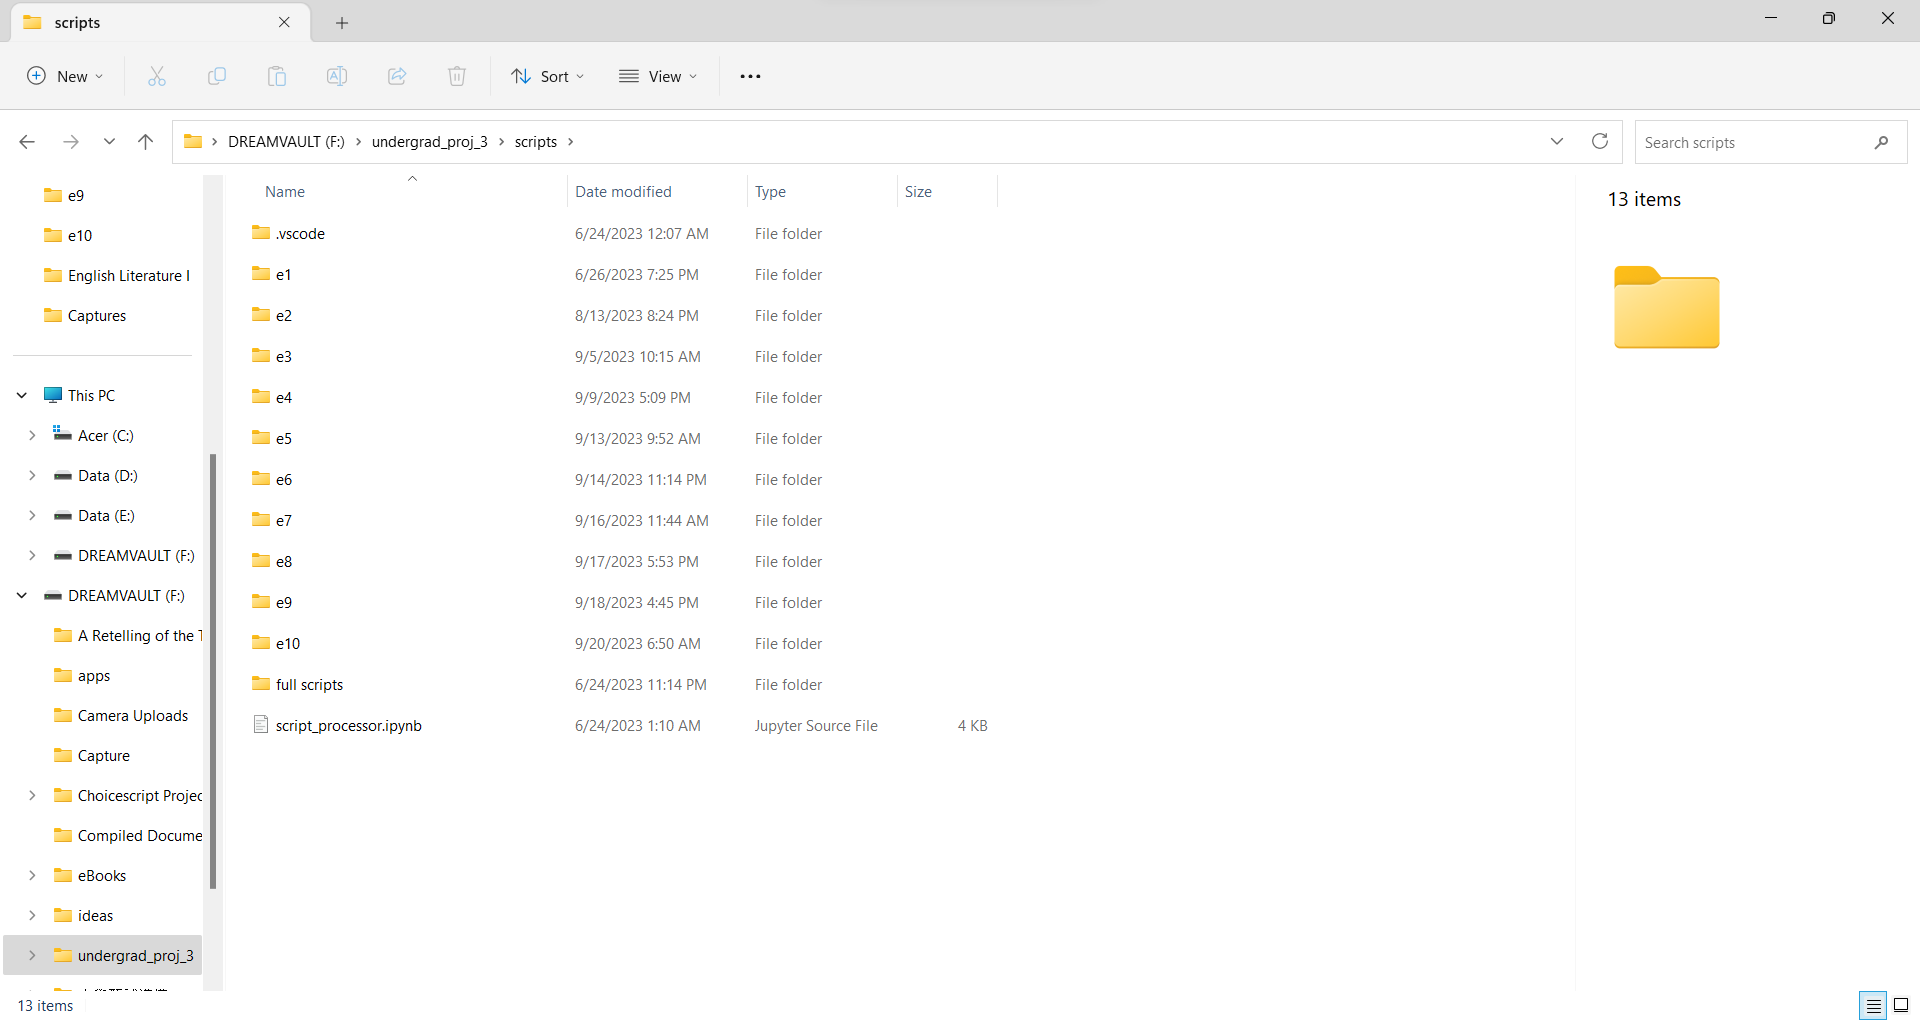 scripts
New
Sort
View
DREAMVAULT (F:)
undergrad_proj_3
scripts
Search scripts
e9
e10
English Literature I
Captures
This PC
Acer (C:)
Data (D:)
Data (E:)
DREAMVAULT (F:)
DREAMVAULT (F:)
A Retelling of the
apps
Camera Uploads
Capture
Choicescript Projec
Compiled Docume
eBooks
ideas
undergrad_proj_3
Name Date modified Type Size
.vscode 6/24/2023 12:07 AM File folder
e1 6/26/2023 7:25 PM File folder
e2 8/13/2023 8:24 PM File folder
e3 9/5/2023 10:15 AM File folder
e4 9/9/2023 5:09 PM File folder
e5 9/13/2023 9:52 AM File folder
e6 9/14/2023 11:14 PM File folder
e7 9/16/2023 11:44 AM File folder
e8 9/17/2023 5:53 PM File folder
e9 9/18/2023 4:45 PM File folder
e10 9/20/2023 6:50 AM File folder
full scripts 6/24/2023 11:14 PM File folder
script_processor.ipynb 6/24/2023 1:10 AM Jupyter Source File 4 KB
13 items
13 items